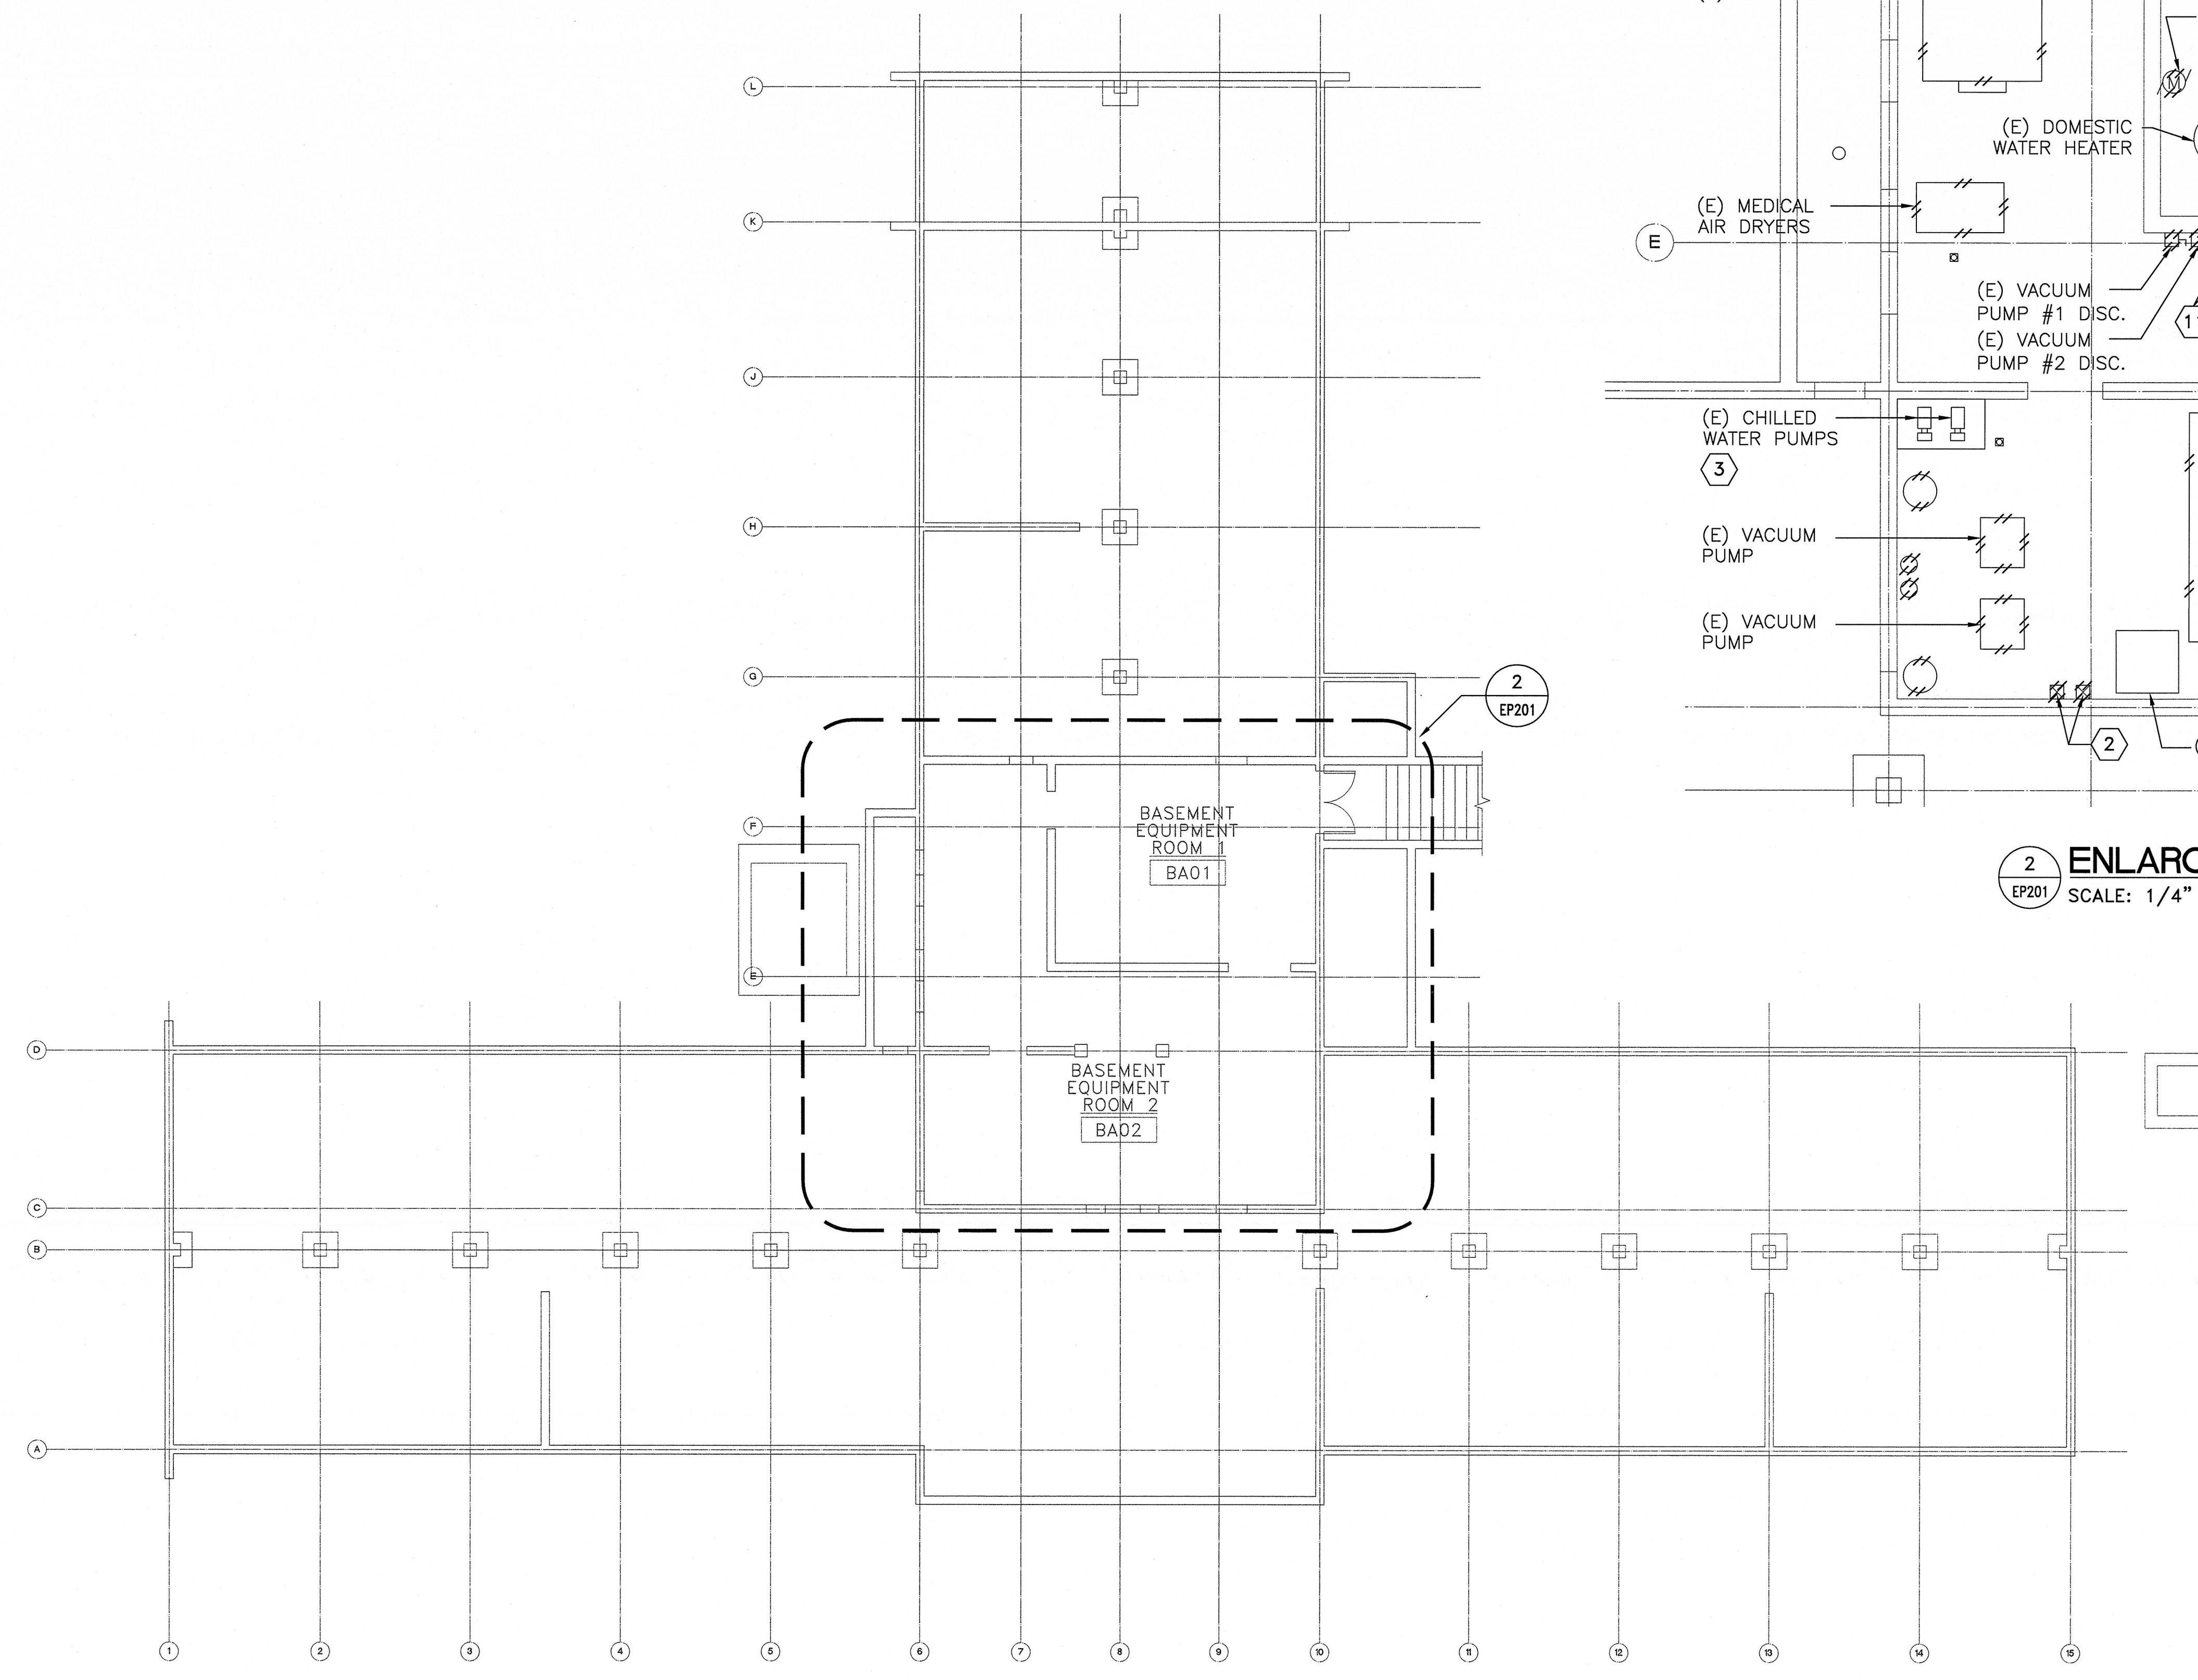 L
K
J
H
G
F
E
D
C
B
A
1
2
3
4
5
6
7
8
9
10
11
12
13
14
15
2
EP201
BASEMENT
EQUIPMENT
ROOM 1
BA01
BASEMENT
EQUIPMENT
ROOM 2
BA02
M
(E) DOMESTIC
WATER HEATER
(E) MEDICAL
AIR DRYERS
E
(E) VACUUM
PUMP #1 DISC.
(E) VACUUM
PUMP #2 DISC.
(E) CHILLED
WATER PUMPS
3
(E) VACUUM
PUMP
(E) VACUUM
PUMP
2
2
EP201
ENLARG
SCALE: 1/4"